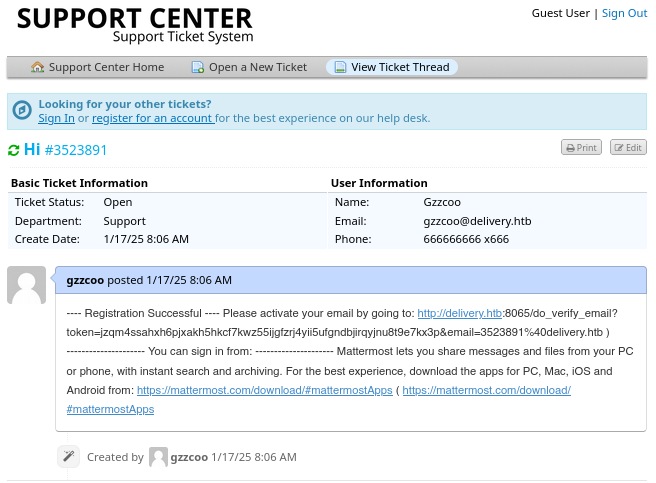 SUPPORT CENTER
Support Ticket System
Guest User | Sign Out
Support Center Home
Open a New Ticket
View Ticket Thread
Looking for your other tickets?
Sign In or register for an account for the best experience on our help desk.
Hi #3523891
Print
Edit
Basic Ticket Information
User Information
Ticket Status: Open
Name: Gzzcoo
Department: Support
Email: gzzcoo@delivery.htb
Create Date: 1/17/25 8:06 AM
Phone: 666666666 x666
gzzcoo posted 1/17/25 8:06 AM
---- Registration Successful ---- Please activate your email by going to: http://delivery.htb:8065/do_verify_email?
token=jzqm4ssahxh6pjxakh5hkcf7kwz55ijgfzrj4yii5ufgndbjirqyjnu8t9e7kx3p&email=3523891%40delivery.htb )
--------------------- You can sign in from: --------------------- Mattermost lets you share messages and files from your PC
or phone, with instant search and archiving. For the best experience, download the apps for PC, Mac, iOS and
Android from: https://mattermost.com/download/#mattermostApps ( https://mattermost.com/download/
#mattermostApps
Created by gzzcoo 1/17/25 8:06 AM